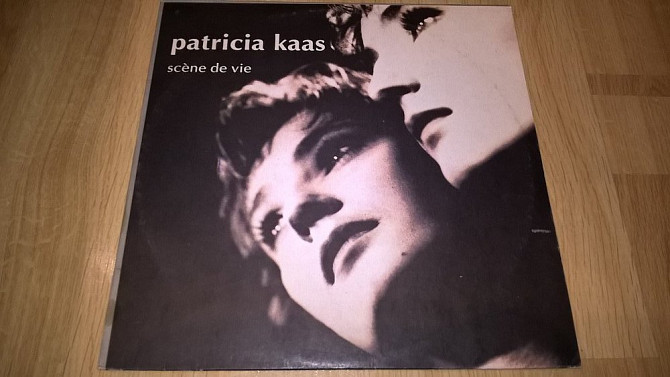 patricia kaas
scène de vie